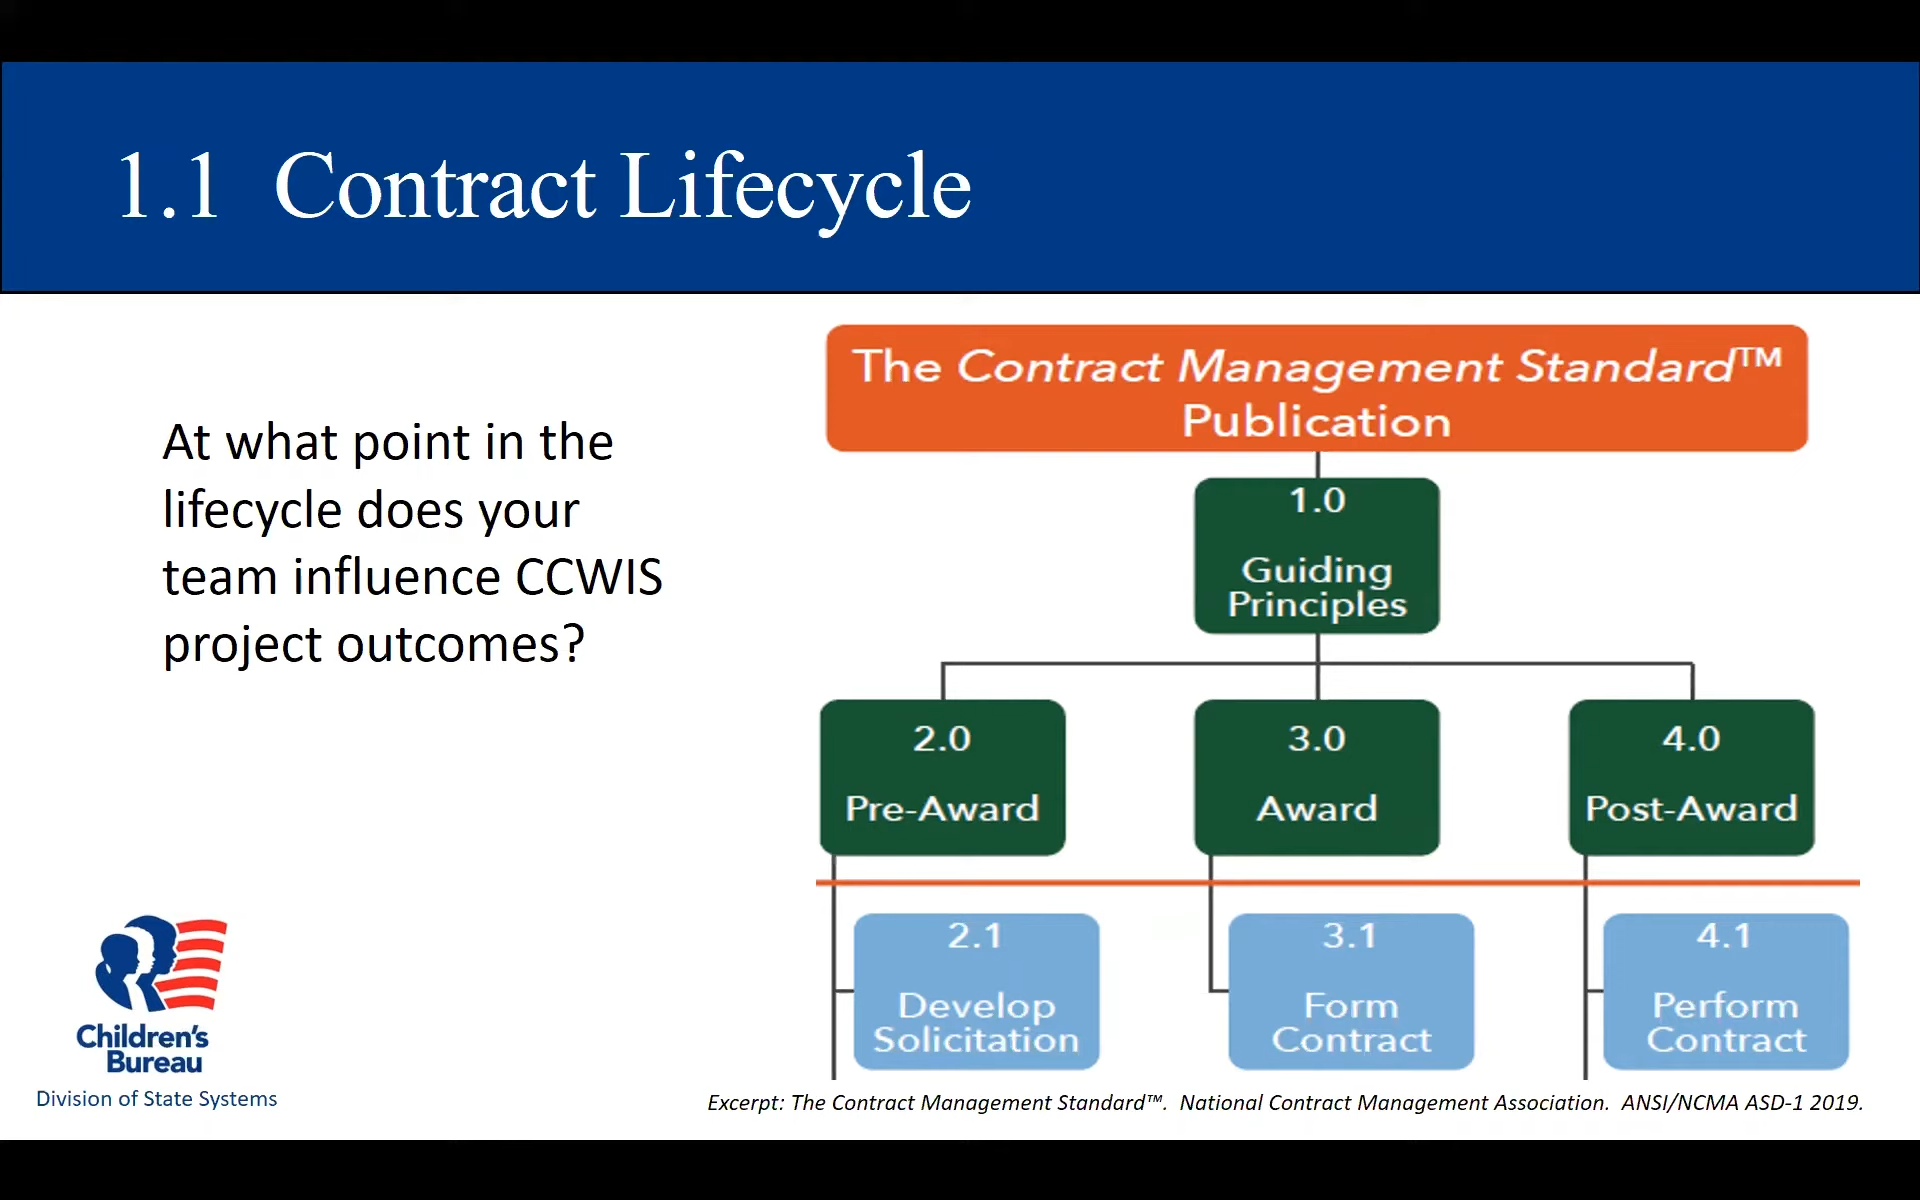 1.1 Contract Lifecycle
At what point in the
lifecycle does your
team influence CCWIS
project outcomes?
The Contract Management Standard™
Publication
1.0
Guiding
Principles
2.0
Pre-Award
3.0
Award
4.0
Post-Award
2.1
Develop
Solicitation
3.1
Form
Contract
4.1
Perform
Contract
Children's
Bureau
Division of State Systems
Excerpt: The Contract Management Standard™. National Contract Management Association. ANSI/NCMA ASD-1 2019.